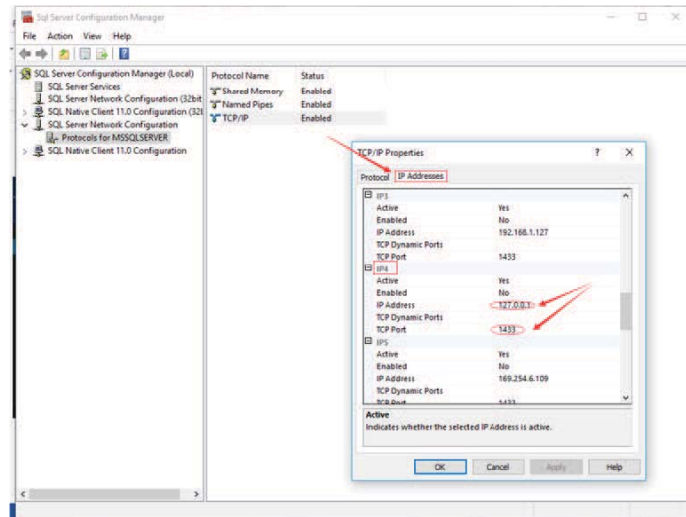 Sql Server Configuration Manager
File Action View Help
SQL Server Configuration Manager (Local)
SQL Server Services
SQL Server Network Configuration (32bit
SQL Native Client 11.0 Configuration (32l
SQL Server Network Configuration
Protocols for MSSQLSERVER
SQL Native Client 11.0 Configuration
Protocol Name Status
Shared Memory Enabled
Named Pipes Enabled
TCP/IP Enabled
TCP/IP Properties ? X
Protocol IP Addresses
IP3
Active Yes
Enabled No
IP Address 192.168.1.127
TCP Dynamic Ports
TCP Port 1433
IP4
Active Yes
Enabled No
IP Address 127.0.0.1
TCP Dynamic Ports
TCP Port 1433
IP5
Active Yes
Enabled No
IP Address 169.254.6.109
TCP Dynamic Ports
TCP Port 1433
Active
Indicates whether the selected IP Address is active.
OK Cancel Apply Help